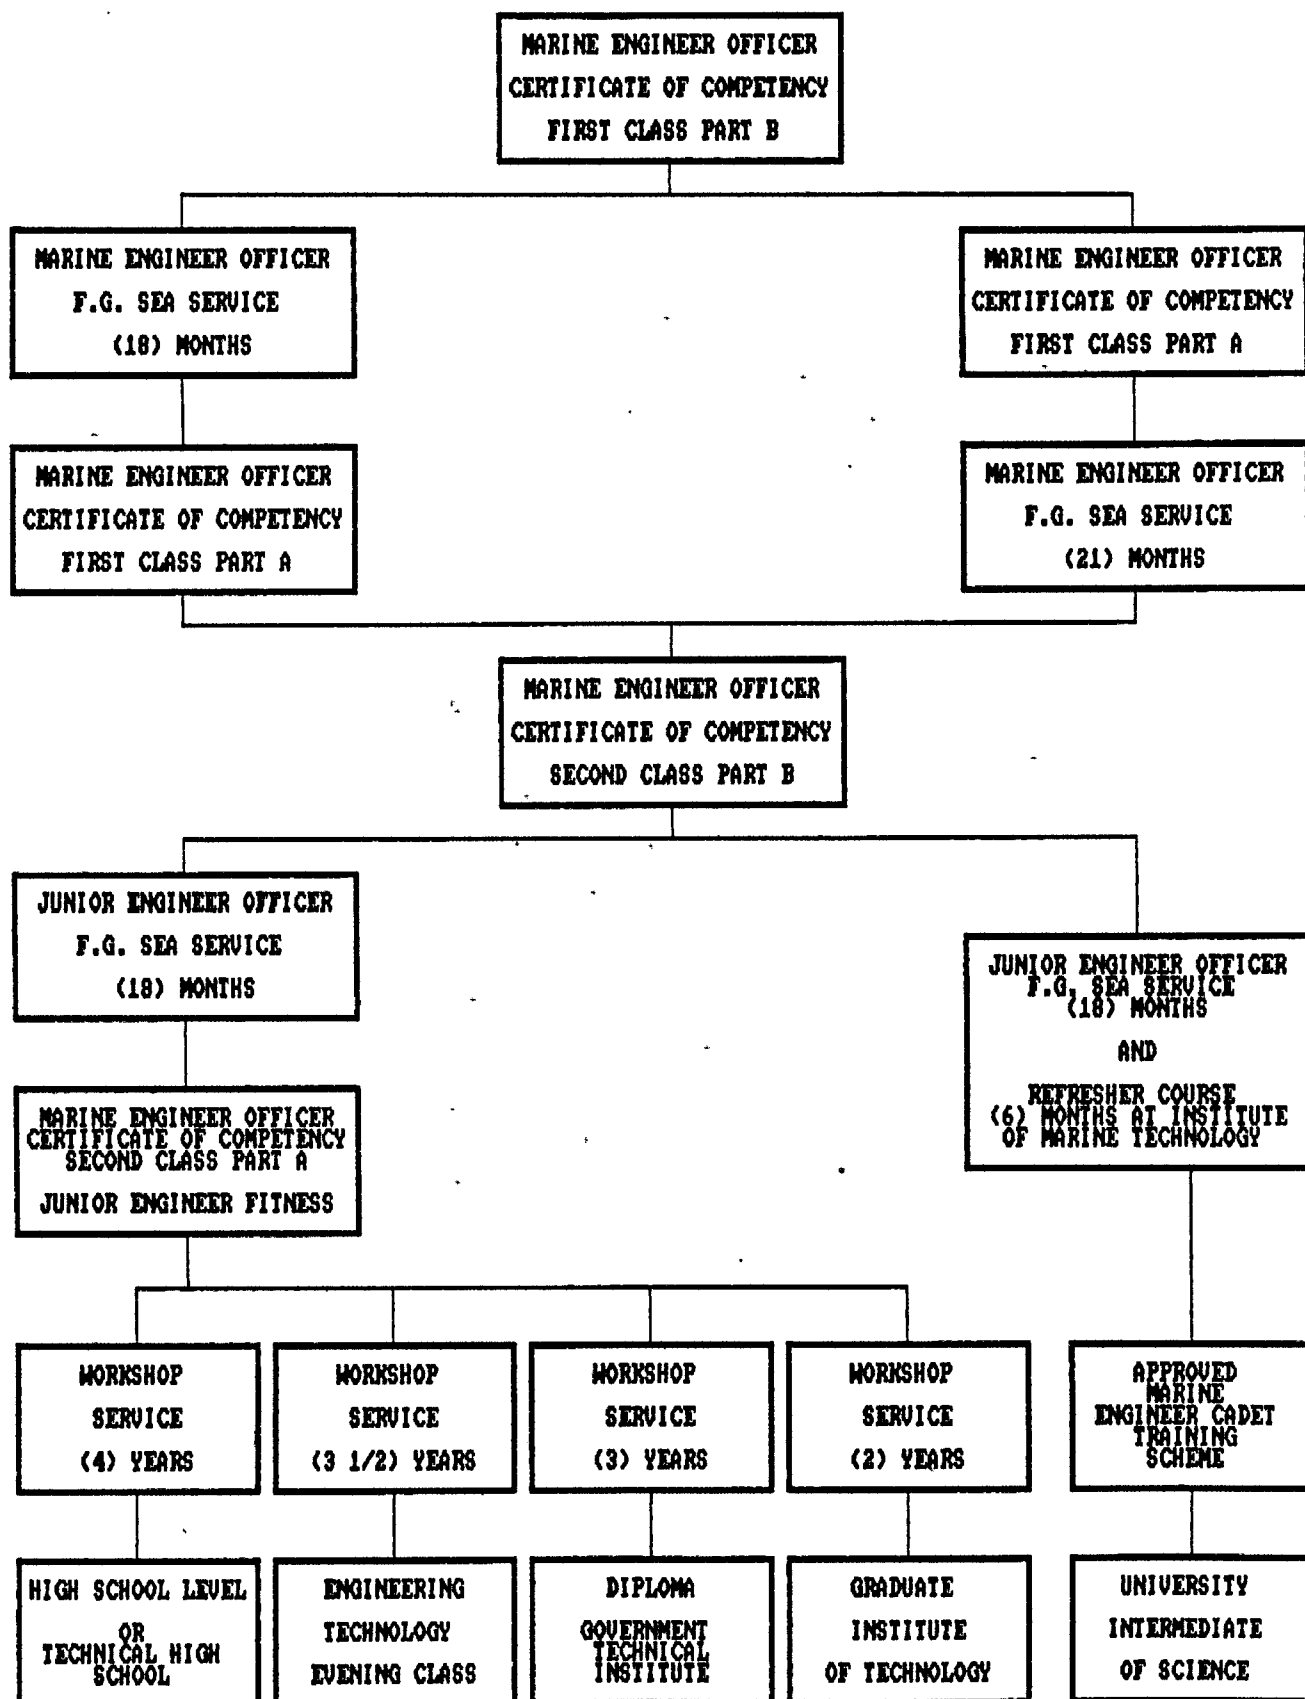 MARINE ENGINEER OFFICER
CERTIFICATE OF COMPETENCY
FIRST CLASS PART B
MARINE ENGINEER OFFICER
F.G. SEA SERVICE
(18) MONTHS
MARINE ENGINEER OFFICER
CERTIFICATE OF COMPETENCY
FIRST CLASS PART A
MARINE ENGINEER OFFICER
CERTIFICATE OF COMPETENCY
FIRST CLASS PART A
MARINE ENGINEER OFFICER
F.G. SEA SERVICE
(21) MONTHS
MARINE ENGINEER OFFICER
CERTIFICATE OF COMPETENCY
SECOND CLASS PART B
JUNIOR ENGINEER OFFICER
F.G. SEA SERVICE
(18) MONTHS
JUNIOR ENGINEER OFFICER
F.G. SEA SERVICE
(18) MONTHS
AND
REFRESHER COURSE
(6) MONTHS AT INSTITUTE
OF MARINE TECHNOLOGY
MARINE ENGINEER OFFICER
CERTIFICATE OF COMPETENCY
SECOND CLASS PART A
JUNIOR ENGINEER FITNESS
WORKSHOP
SERVICE
(4) YEARS
WORKSHOP
SERVICE
(3 1/2) YEARS
WORKSHOP
SERVICE
(3) YEARS
WORKSHOP
SERVICE
(2) YEARS
APPROVED
MARINE
ENGINEER CADET
TRAINING
SCHEME
HIGH SCHOOL LEVEL
OR
TECHNICAL HIGH
SCHOOL
ENGINEERING
TECHNOLOGY
EVENING CLASS
DIPLOMA
GOVERNMENT
TECHNICAL
INSTITUTE
GRADUATE
INSTITUTE
OF TECHNOLOGY
UNIVERSITY
INTERMEDIATE
OF SCIENCE